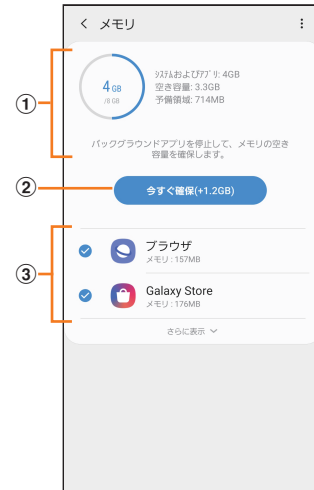 メモリ
4 GB
/8 GB
ｼｽﾃﾑおよびｱﾌﾟﾘ: 4GB
空き容量: 3.3GB
予備領域: 714MB
①
バックグラウンドアプリを停止して、メモリの空き
容量を確保します。
②
今すぐ確保(+1.2GB)
③
ブラウザ
メモリ : 157MB
Galaxy Store
メモリ : 176MB
さらに表示